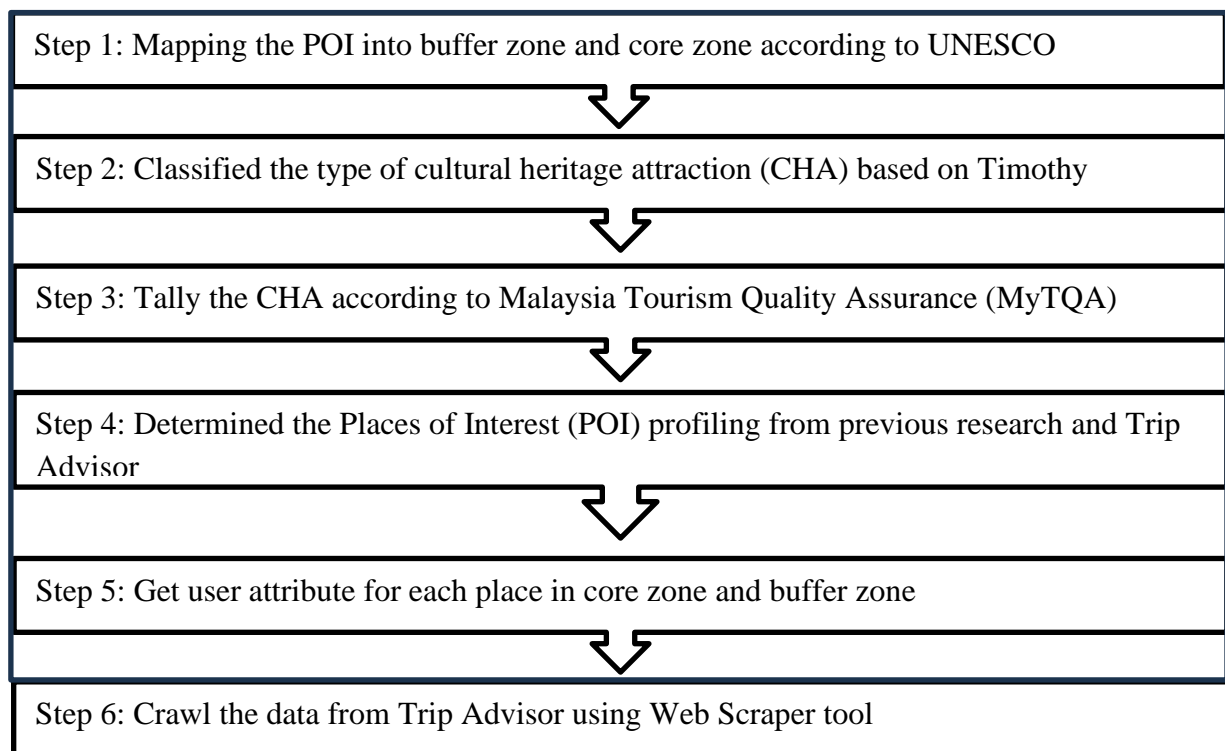 Step 1: Mapping the POI into buffer zone and core zone according to UNESCO
Step 2: Classified the type of cultural heritage attraction (CHA) based on Timothy
Step 3: Tally the CHA according to Malaysia Tourism Quality Assurance (MyTQA)
Step 4: Determined the Places of Interest (POI) profiling from previous research and Trip
Advisor
Step 5: Get user attribute for each place in core zone and buffer zone
Step 6: Crawl the data from Trip Advisor using Web Scraper tool